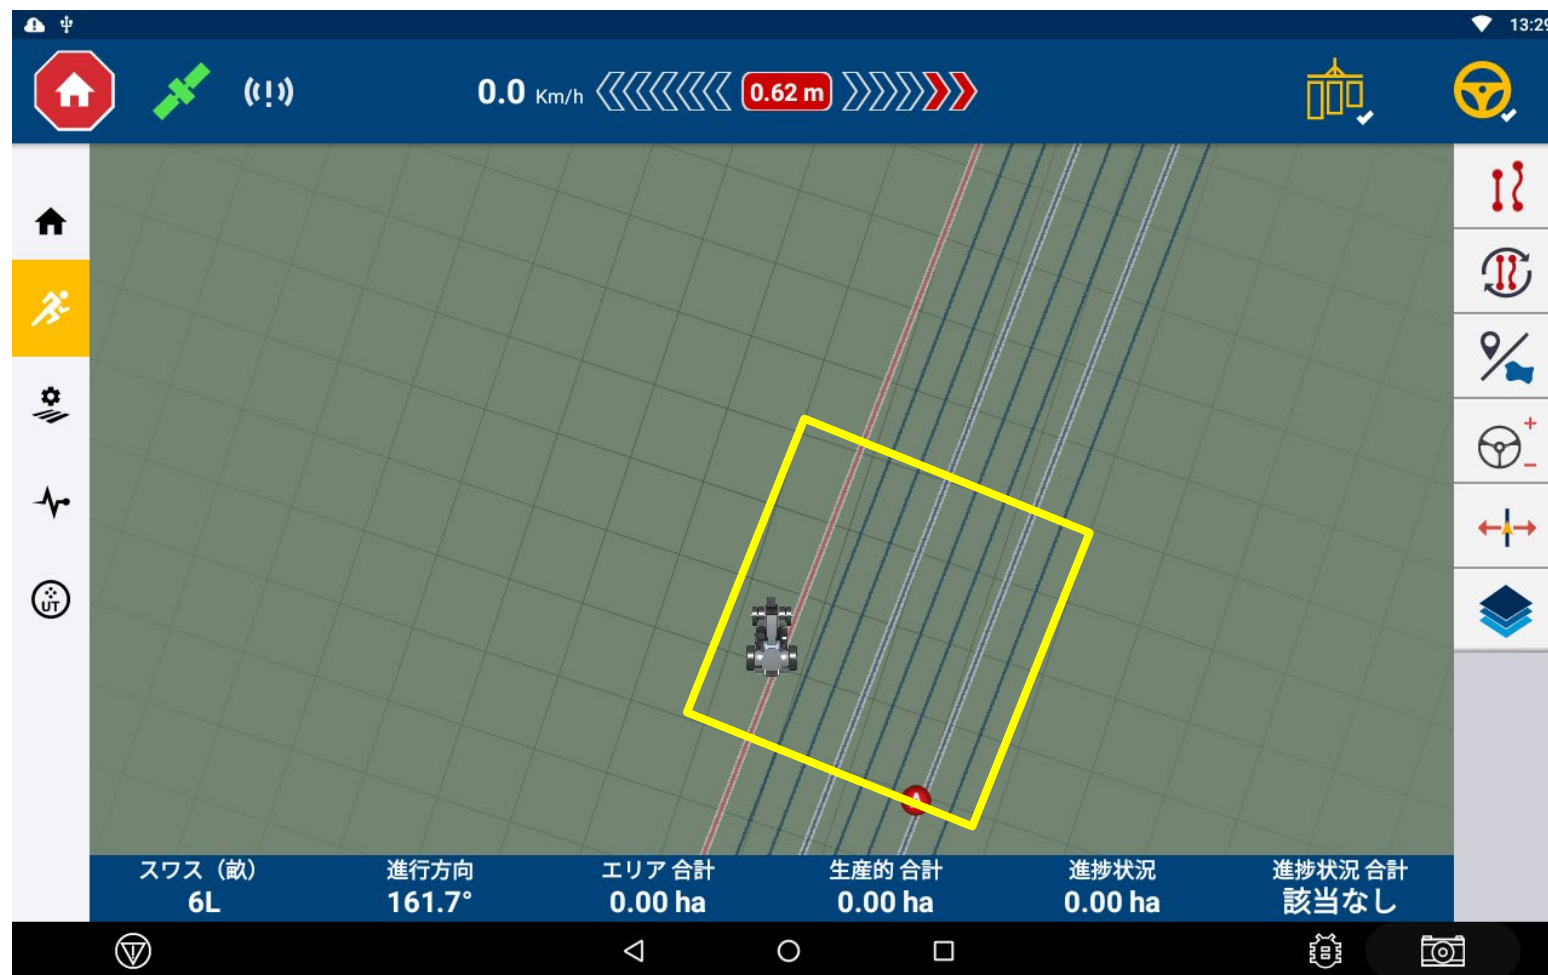 13:29
0.0 Km/h
0.62 m
UT
A
スワス（畝）
6L
進行方向
161.7°
エリア 合計
0.00 ha
生産的 合計
0.00 ha
進捗状況
0.00 ha
進捗状況 合計
該当なし